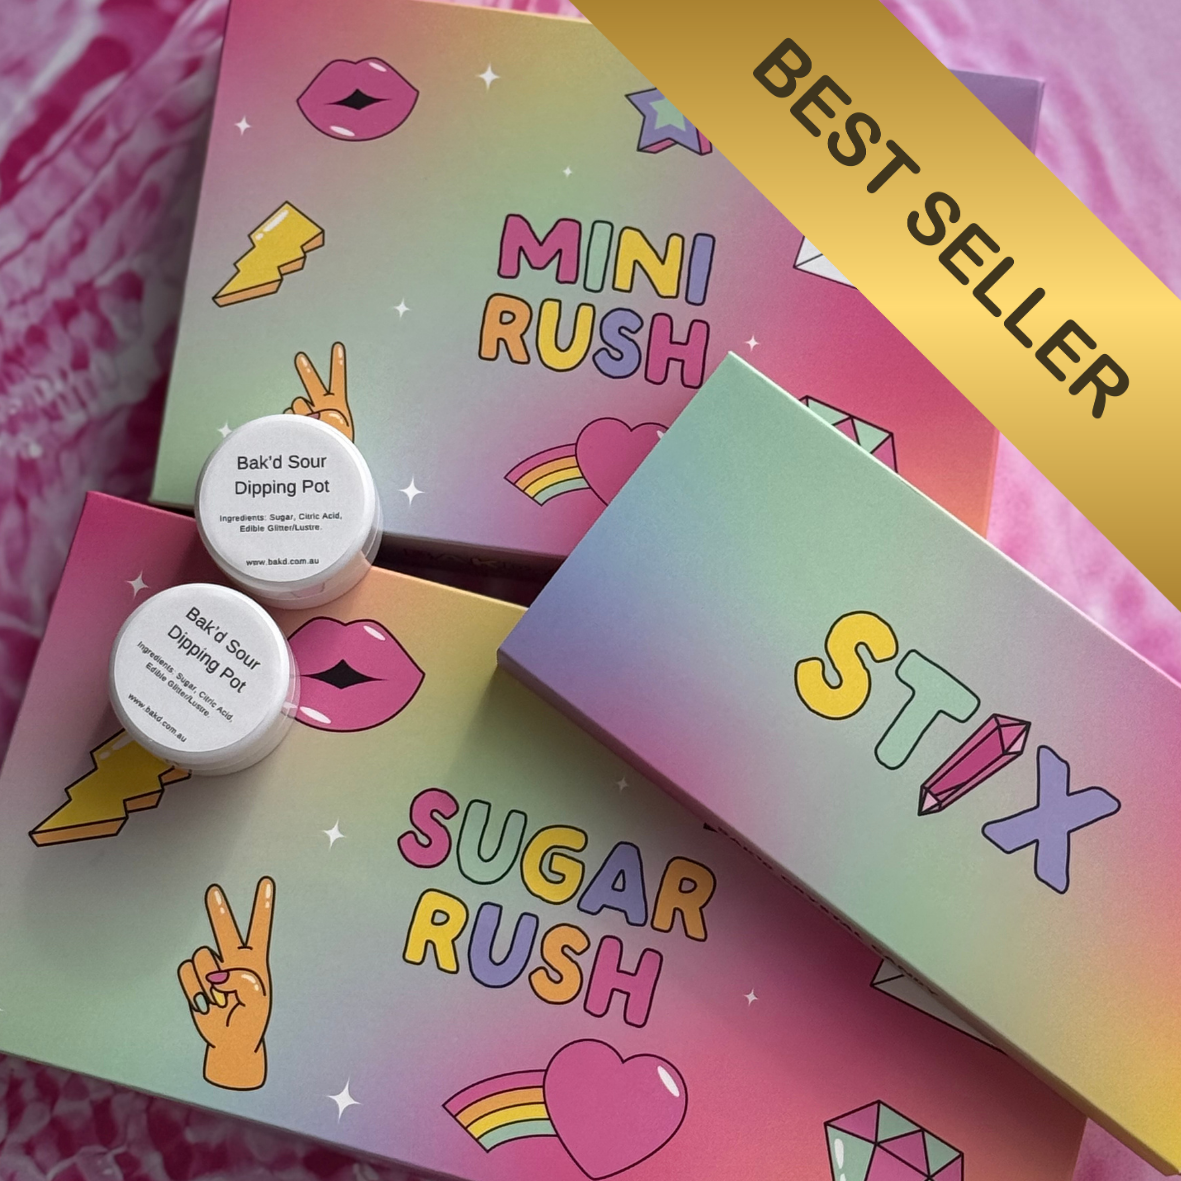 BEST SELLER
MINI
RUSH
Bak'd Sour
Dipping Pot
Ingredients: Sugar, Citric Acid,
Edible Glitter/Lustre.
www.bakd.com.au
Bak'd Sour
Dipping Pot
Ingredients: Sugar, Citric Acid,
Edible Glitter/Lustre.
www.bakd.com.au
STIX
SUGAR
RUSH